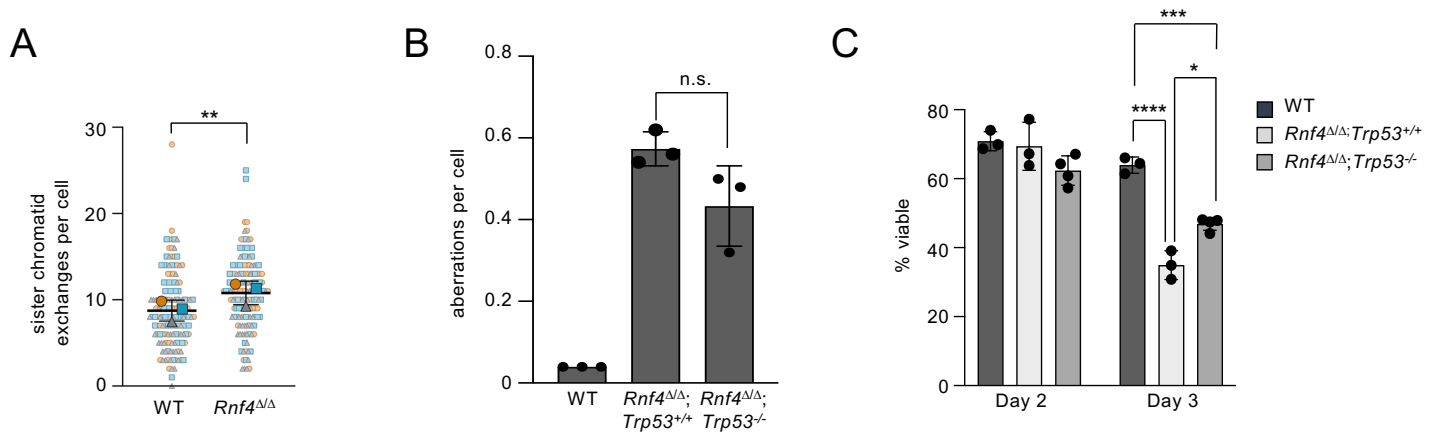 A
sister chromatid
exchanges per cell
30
20
10
0
**
WT
Rnf4Δ/Δ
B
aberrations per cell
0.8
0.6
0.4
0.2
0
n.s.
WT
Rnf4Δ/Δ;
Trp53+/+
Rnf4Δ/Δ;
Trp53-/-
C
% viable
80
60
40
20
0
***
*
****
Day 2
Day 3
WT
Rnf4Δ/Δ;Trp53+/+
Rnf4Δ/Δ;Trp53-/-